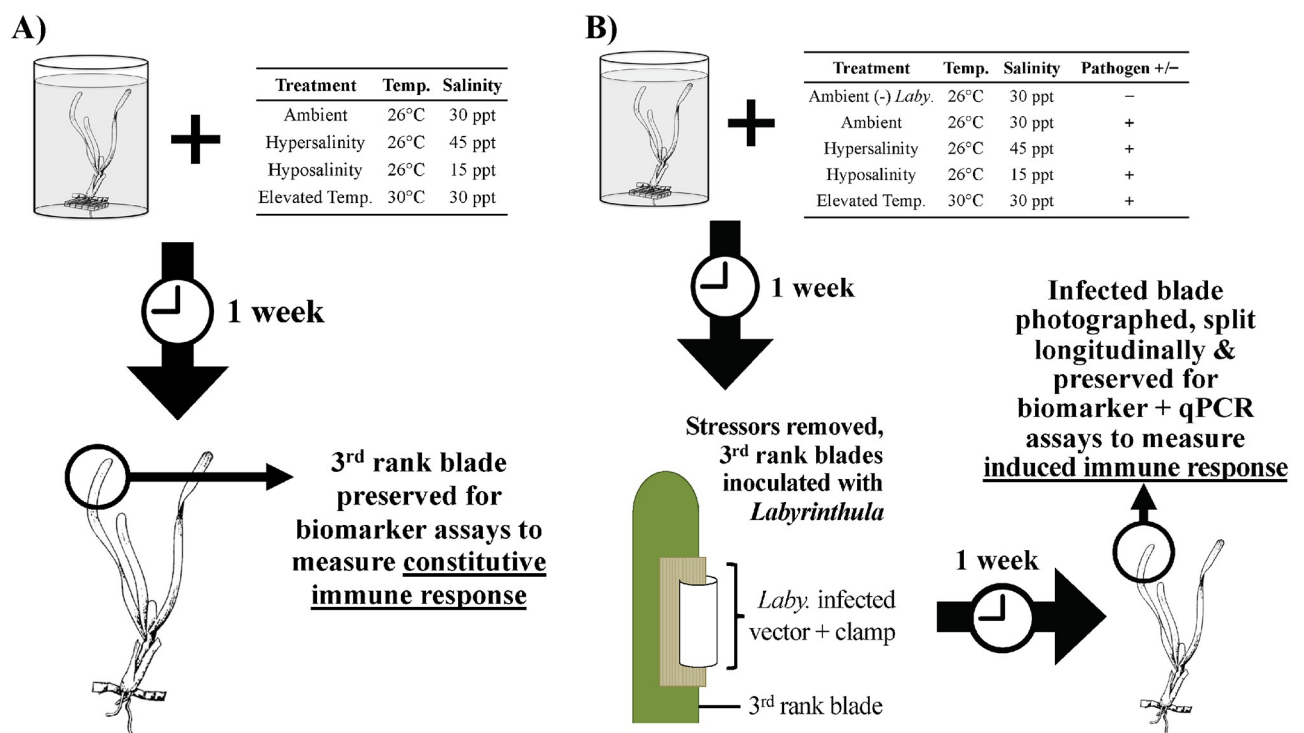 A)
Treatment Temp. Salinity
Ambient 26°C 30 ppt
Hypersalinity 26°C 45 ppt
Hyposalinity 26°C 15 ppt
Elevated Temp. 30°C 30 ppt
1 week
3rd rank blade
preserved for
biomarker assays to
measure constitutive
immune response
B)
Treatment Temp. Salinity Pathogen +/−
Ambient (-) Laby. 26°C 30 ppt −
Ambient 26°C 30 ppt +
Hypersalinity 26°C 45 ppt +
Hyposalinity 26°C 15 ppt +
Elevated Temp. 30°C 30 ppt +
1 week
Stressors removed,
3rd rank blades
inoculated with
Labyrinthula
Laby. infected
vector + clamp
3rd rank blade
1 week
Infected blade
photographed, split
longitudinally &
preserved for
biomarker + qPCR
assays to measure
induced immune response